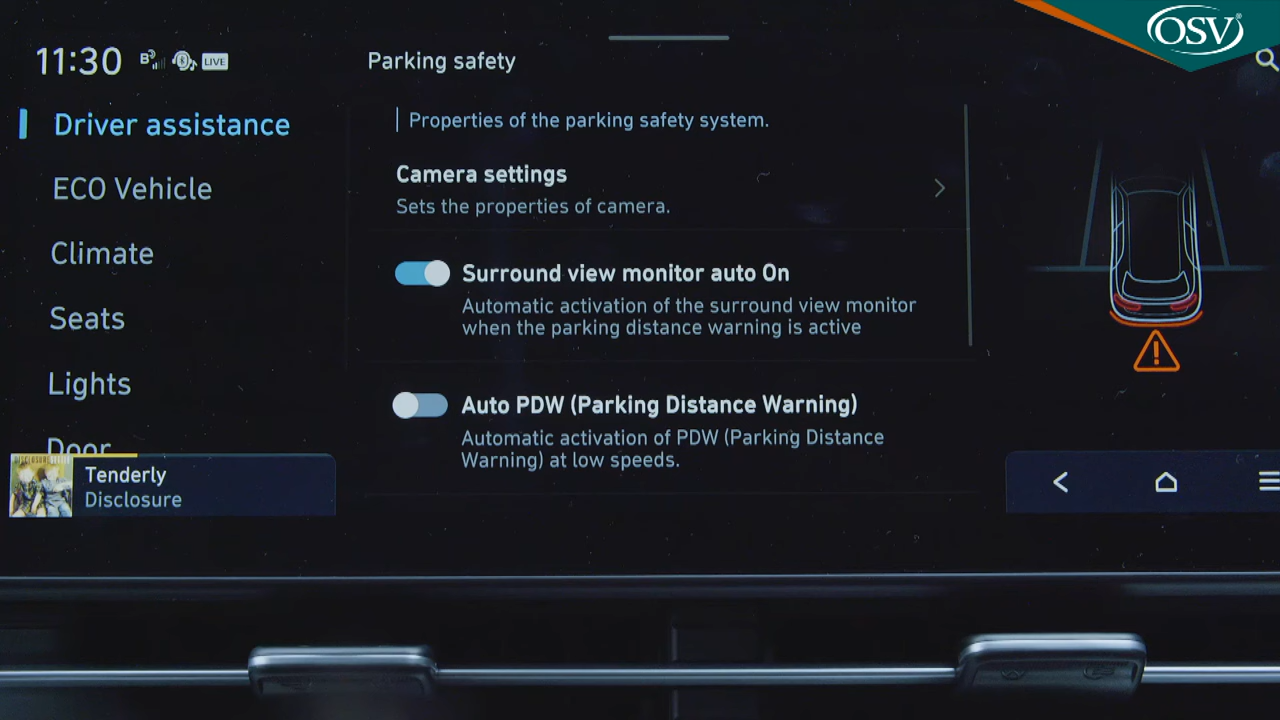 OSV
11:30
LIVE
Parking safety
Driver assistance
ECO Vehicle
Climate
Seats
Lights
Door
Properties of the parking safety system.
Camera settings
Sets the properties of camera.
Surround view monitor auto On
Automatic activation of the surround view monitor
when the parking distance warning is active
Auto PDW (Parking Distance Warning)
Automatic activation of PDW (Parking Distance
Warning) at low speeds.
Tenderly
Disclosure